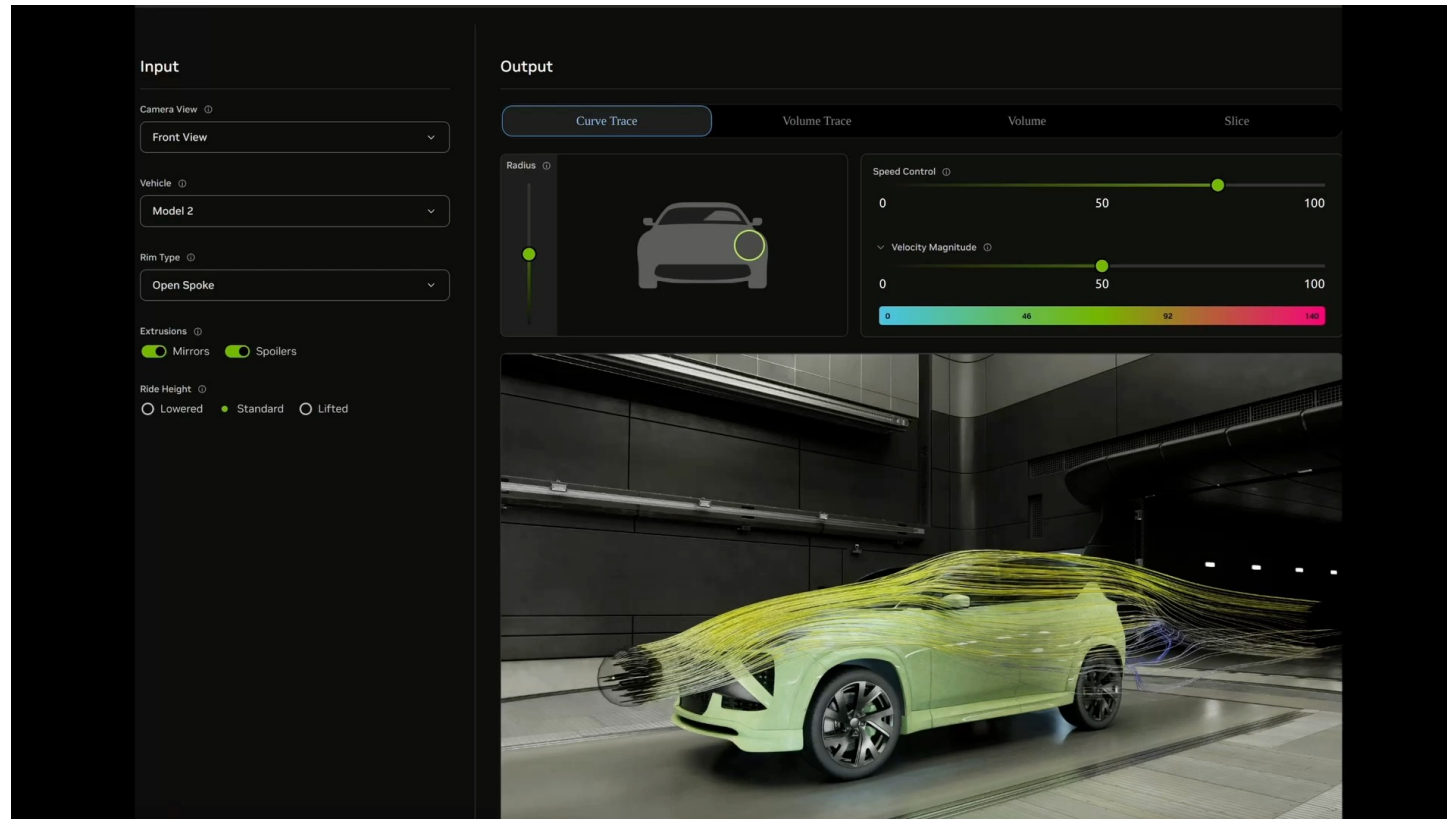 Input
Camera View
Front View
Vehicle
Model 2
Rim Type
Open Spoke
Extrusions
Mirrors Spoilers
Ride Height
Lowered Standard Lifted
Output
Curve Trace Volume Trace Volume Slice
Radius
Speed Control
0 50 100
Velocity Magnitude
0 50 100
0 46 92 140